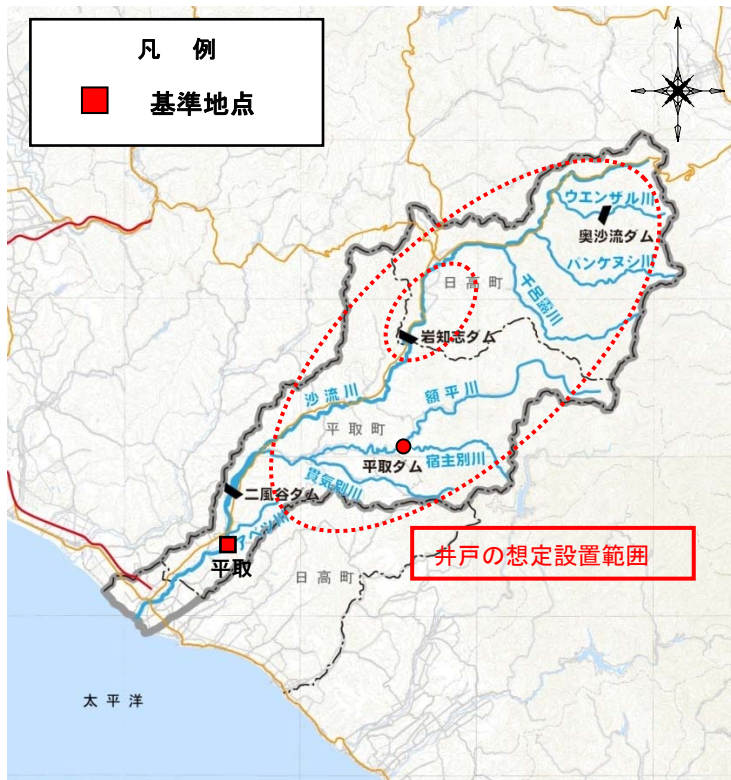 凡 例
基準地点
ウエンザル川
奥沙流ダム
パンケヌシ川
日高町
千呂露川
岩知志ダム
沙流川
額平川
平取町
平取ダム
宿主別川
貫気別川
二風谷ダム
アベツ川
平取
井戸の想定設置範囲
日高町
太平洋